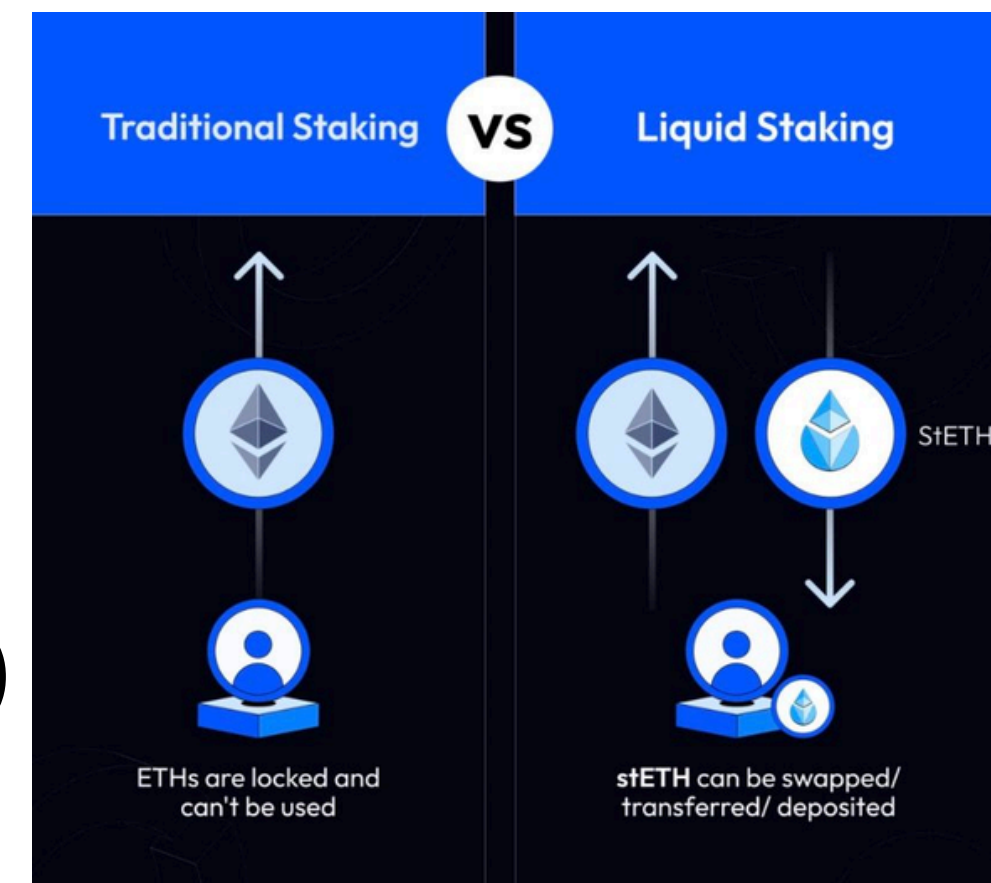 Traditional Staking
VS
Liquid Staking
StETH
ETHs are locked and
can't be used
stETH can be swapped/
transferred/ deposited
)